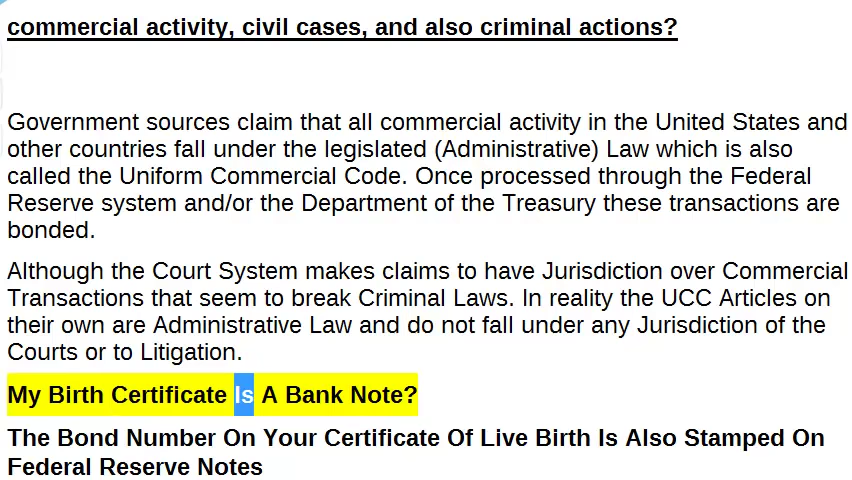 commercial activity, civil cases, and also criminal actions?
Government sources claim that all commercial activity in the United States and
other countries fall under the legislated (Administrative) Law which is also
called the Uniform Commercial Code. Once processed through the Federal
Reserve system and/or the Department of the Treasury these transactions are
bonded.
Although the Court System makes claims to have Jurisdiction over Commercial
Transactions that seem to break Criminal Laws. In reality the UCC Articles on
their own are Administrative Law and do not fall under any Jurisdiction of the
Courts or to Litigation.
My Birth Certificate Is A Bank Note?
The Bond Number On Your Certificate Of Live Birth Is Also Stamped On
Federal Reserve Notes